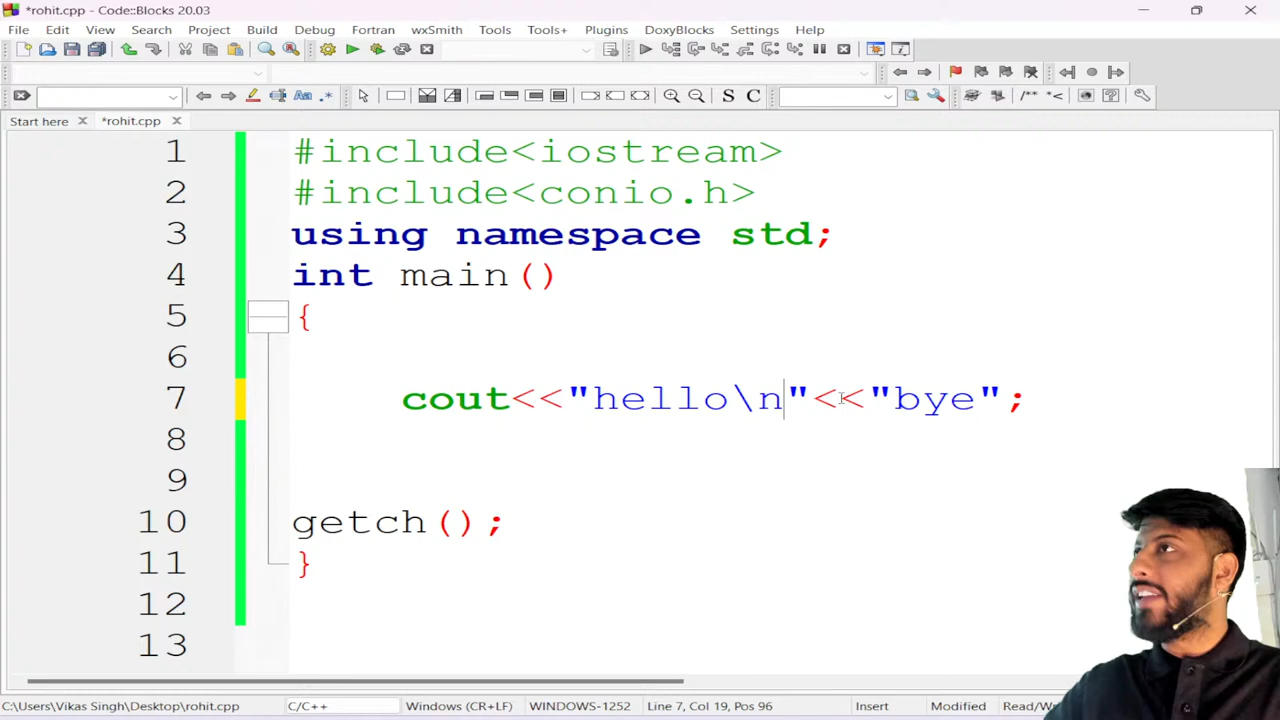 *rohit.cpp - Code::Blocks 20.03
File Edit View Search Project Build Debug Fortran wxSmith Tools Tools+ Plugins DoxyBlocks Settings Help
S C /** *<
Start here *rohit.cpp
1 #include<iostream>
2 #include<conio.h>
3 using namespace std;
4 int main()
5 {
6
7 cout<<"hello\n"<<"bye";
8
9
10 getch();
11 }
12
13
C:\Users\Vikas Singh\Desktop\rohit.cpp C/C++ Windows (CR+LF) WINDOWS-1252 Line 7, Col 19, Pos 96 Insert Modified Read/Wr